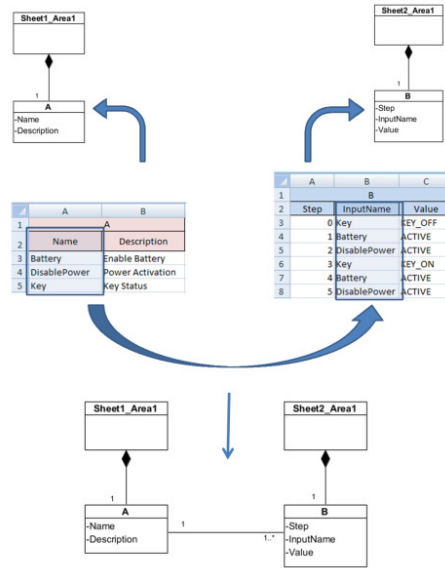 Sheet1_Area1
1
A
-Name
-Description
Sheet2_Area1
1
B
-Step
-InputName
-Value
A B
1 A
2 Name Description
3 Battery Enable Battery
4 DisablePower Power Activation
5 Key Key Status
A B C
1 B
2 Step InputName Value
3 0 Key KEY_OFF
4 1 Battery ACTIVE
5 2 DisablePower ACTIVE
6 3 Key KEY_ON
7 4 Battery ACTIVE
8 5 DisablePower ACTIVE
Sheet1_Area1
Sheet2_Area1
1
1
A
-Name
-Description
1
1..*
B
-Step
-InputName
-Value